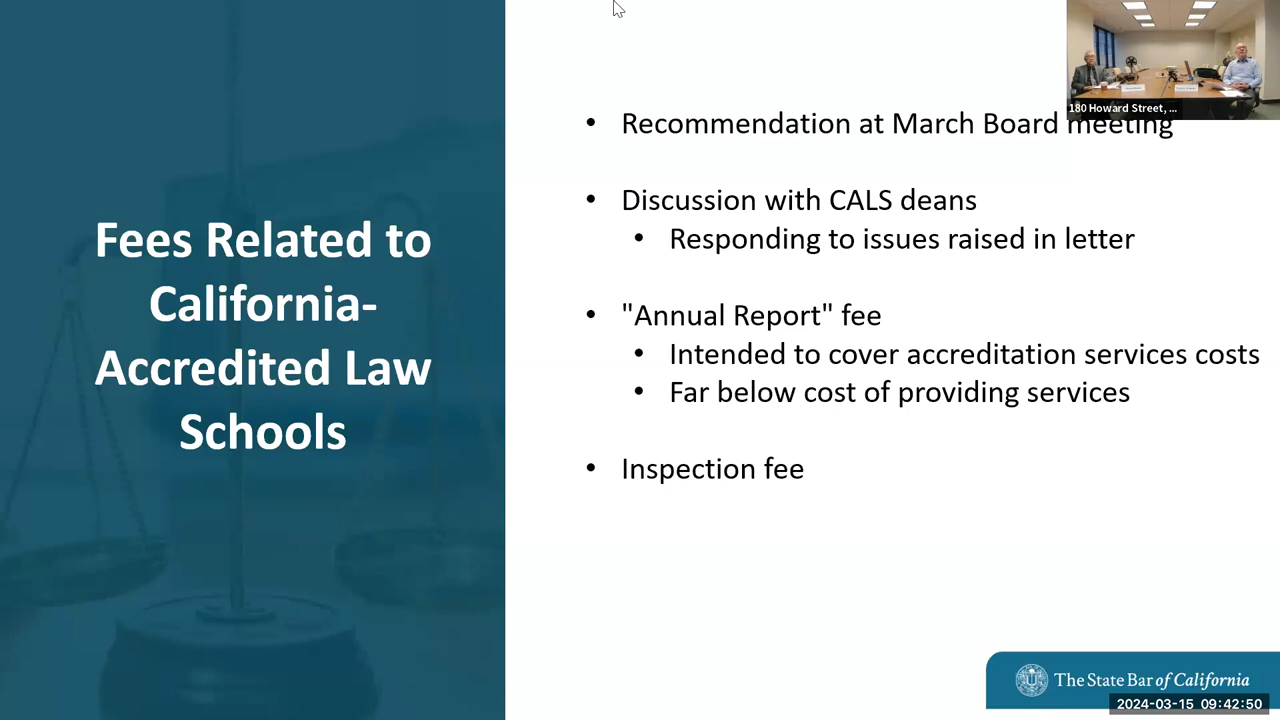 Fees Related to
California-
Accredited Law
Schools
• Recommendation at March Board meeting
• Discussion with CALS deans
• Responding to issues raised in letter
• "Annual Report" fee
• Intended to cover accreditation services costs
• Far below cost of providing services
• Inspection fee
180 Howard Street, ...
The State Bar of California
2024-03-15 09:42:50